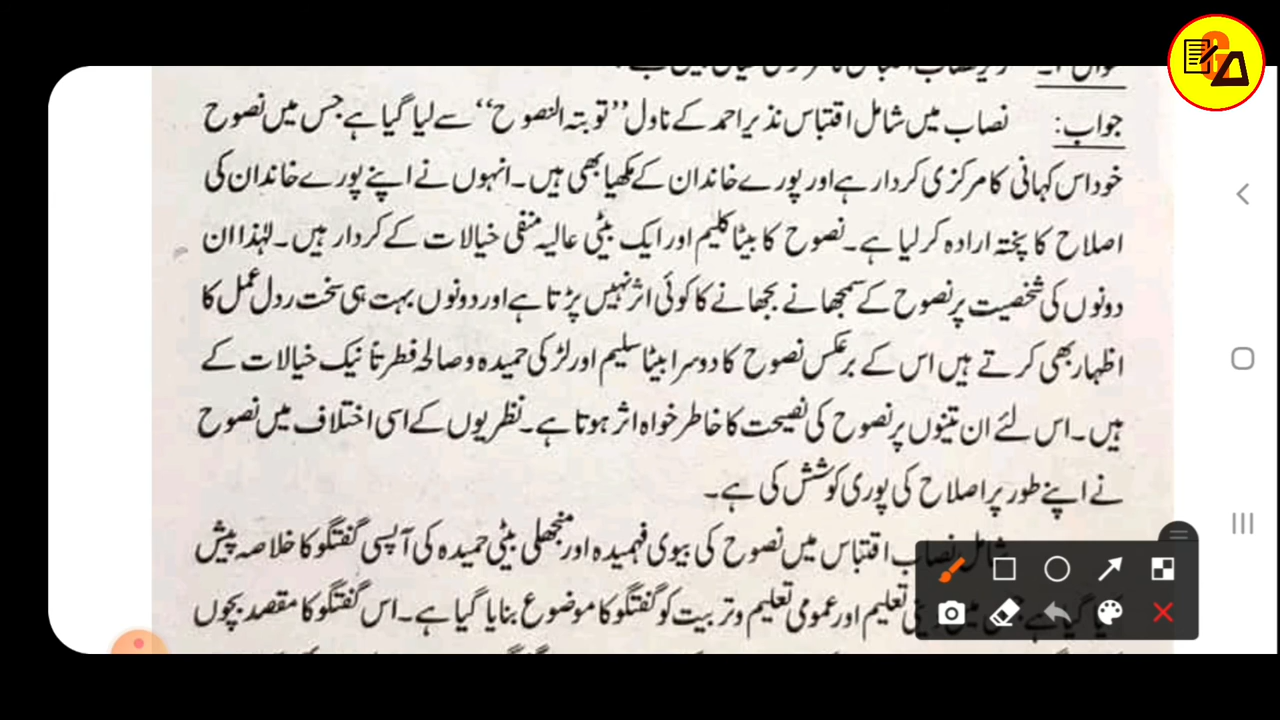 جواب: نصاب میں شامل اقتباس نذیر احمد کے ناول ’’توبتہ النصوح‘‘ سے لیا گیا ہے جس میں نصوح
خود اس کہانی کا مرکزی کردار ہے اور پورے خاندان کے مکھیا بھی ہیں۔ انہوں نے اپنے پورے خاندان کی
اصلاح کا پختہ ارادہ کر لیا ہے۔ نصوح کا بیٹا کلیم اور ایک بیٹی عالیہ منفی خیالات کے کردار ہیں۔ لہٰذا ان
دونوں کی شخصیت پر نصوح کے سمجھانے بجھانے کا کوئی اثر نہیں پڑتا ہے اور دونوں بہت ہی سخت ردل عمل کا
اظہار بھی کرتے ہیں اس کے برعکس نصوح کا دوسرا بیٹا سلیم اور لڑکی حمیدہ و صالحہ فطرتاً نیک خیالات کے
ہیں۔ اس لئے ان تینوں پر نصوح کی نصیحت کا خاطر خواہ اثر ہوتا ہے۔ نظریوں کے اسی اختلاف میں نصوح
نے اپنے طور پر اصلاح کی پوری کوشش کی ہے۔
شامل نصاب اقتباس میں نصوح کی بیوی فہمیدہ اور منجھلی بیٹی حمیدہ کی آپسی گفتگو کا خلاصہ پیش
تعلیم اور عمومی تعلیم و تربیت کو گفتگو کا موضوع بنایا گیا ہے۔ اس گفتگو کا مقصد بچوں